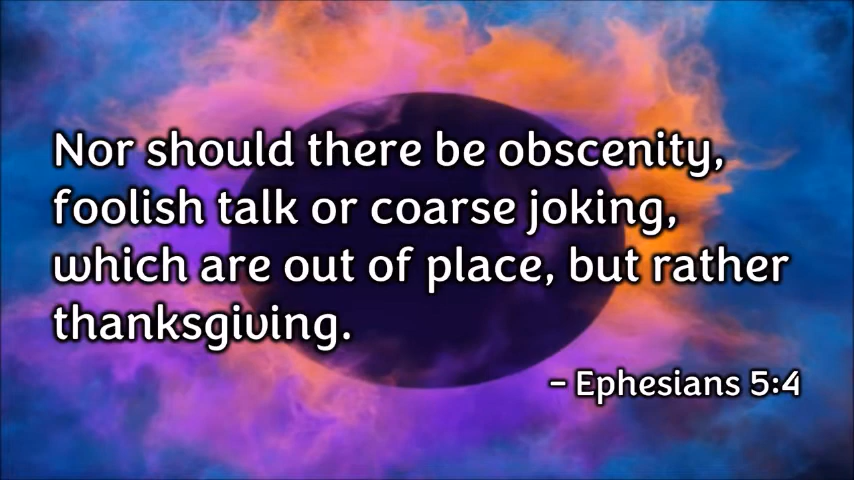 Nor should there be obscenity,
foolish talk or coarse joking,
which are out of place, but rather
thanksgiving.
– Ephesians 5:4